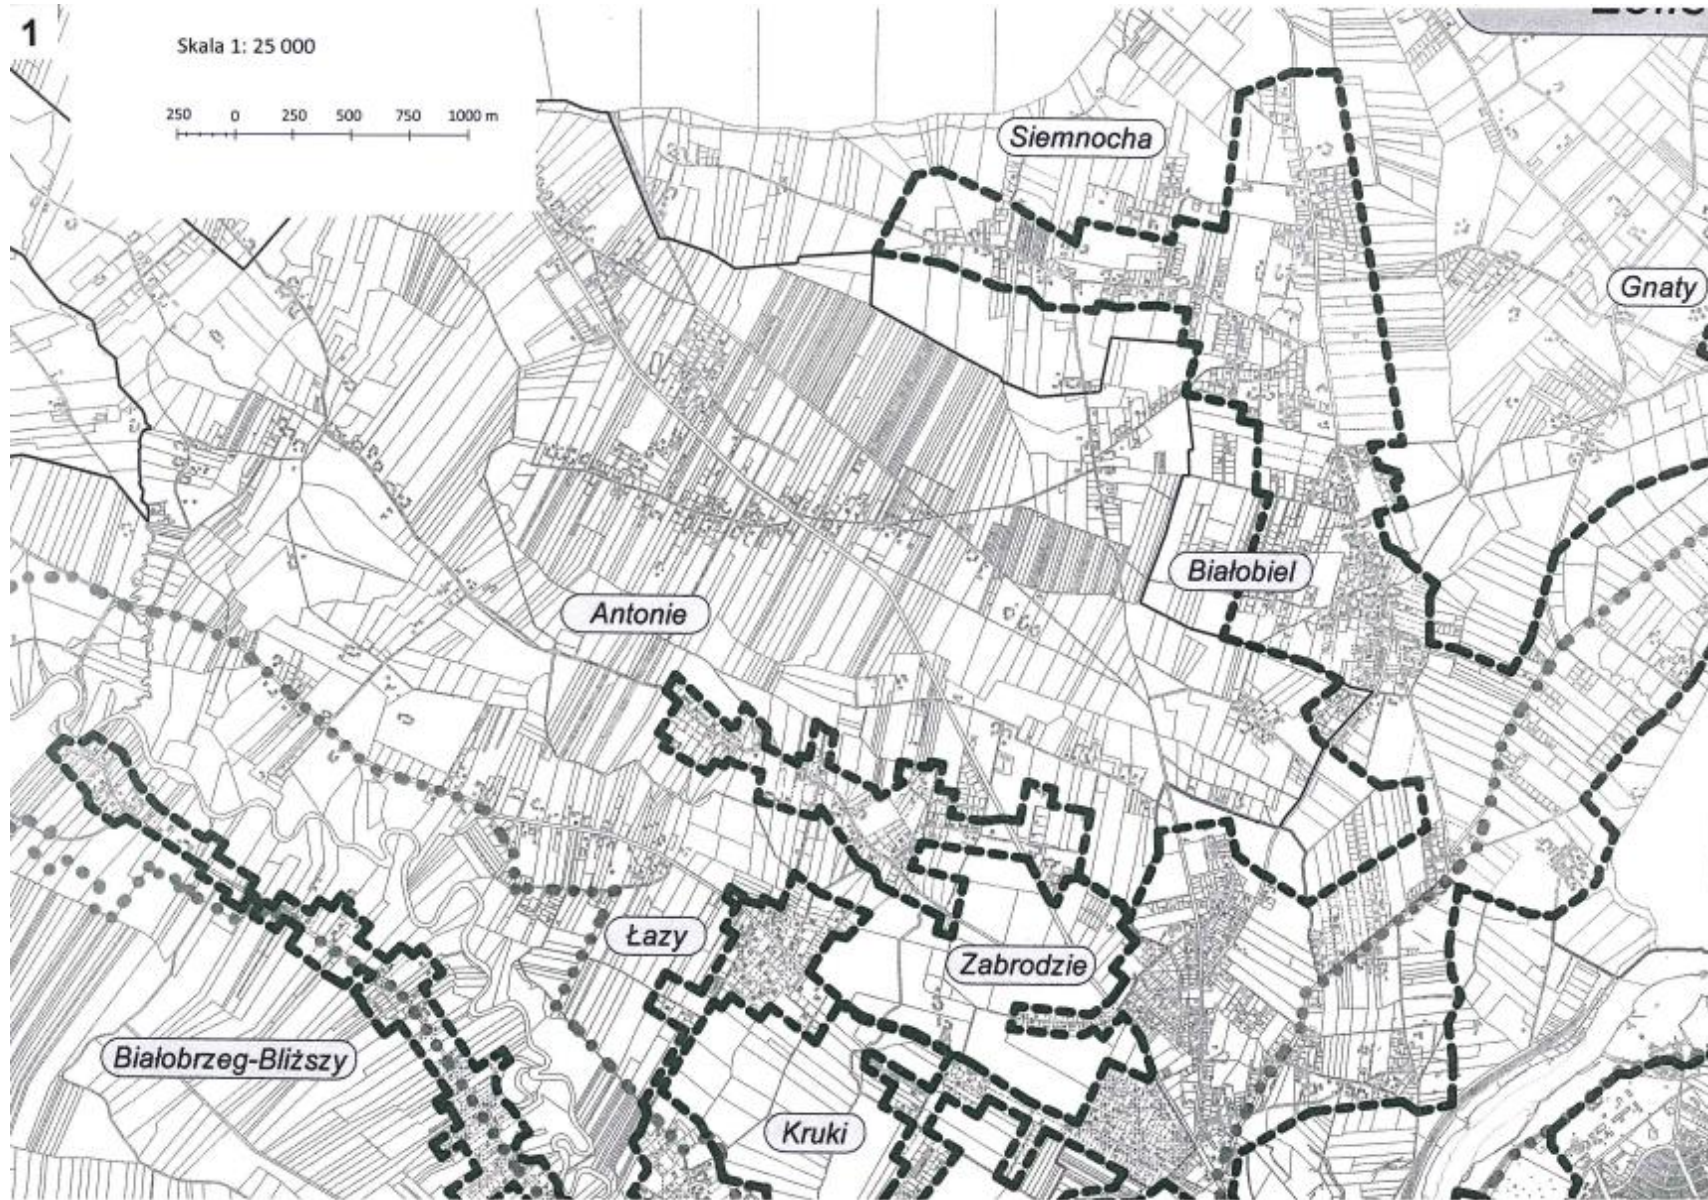 1
Skala 1: 25 000
250 0 250 500 750 1000 m
Siemnocha
Gnaty
Białobiel
Antonie
Łazy
Zabrodzie
Białobrzeg-Bliższy
Kruki